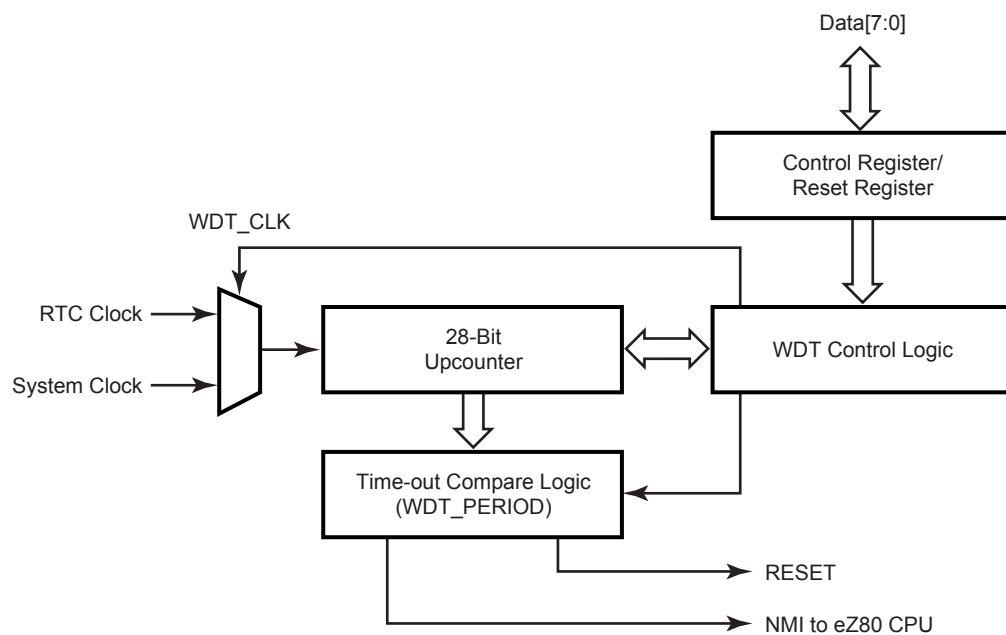 Data[7:0]
Control Register/
Reset Register
WDT_CLK
RTC Clock
28-Bit
Upcounter
WDT Control Logic
System Clock
Time-out Compare Logic
(WDT_PERIOD)
RESET
NMI to eZ80 CPU